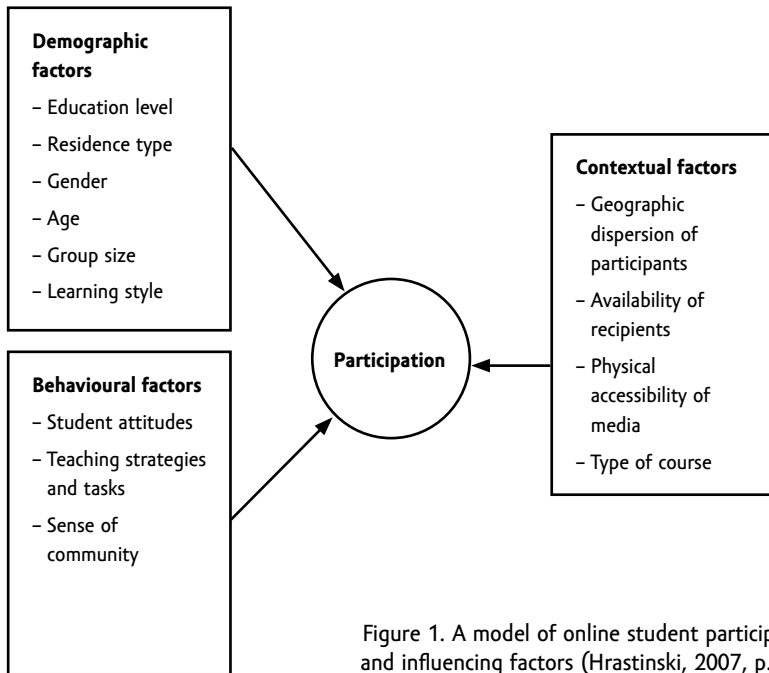 Demographic
factors
– Education level
– Residence type
– Gender
– Age
– Group size
– Learning style
Behavioural factors
– Student attitudes
– Teaching strategies
and tasks
– Sense of
community
Participation
Contextual factors
– Geographic
dispersion of
participants
– Availability of
recipients
– Physical
accessibility of
media
– Type of course
Figure 1. A model of online student particip
and influencing factors (Hrastinski, 2007, p.